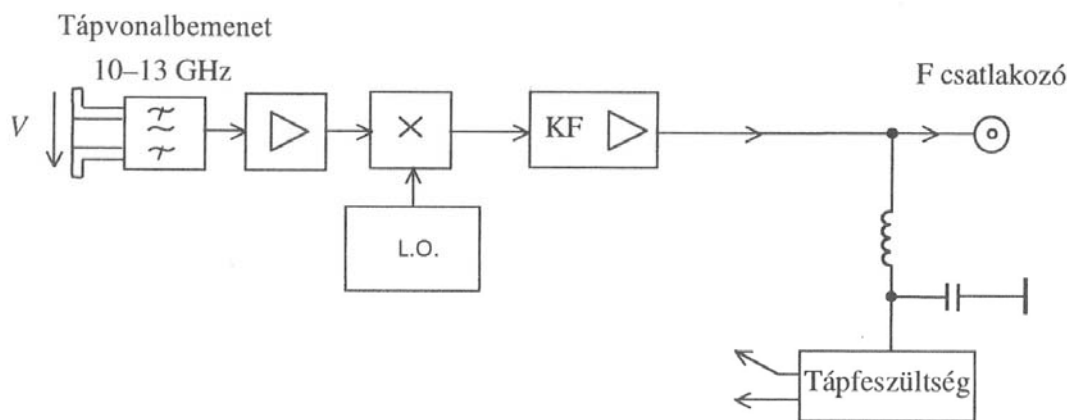 Tápvonalbemenet
10–13 GHz
F csatlakozó
V
KF
L.O.
Tápfeszültség